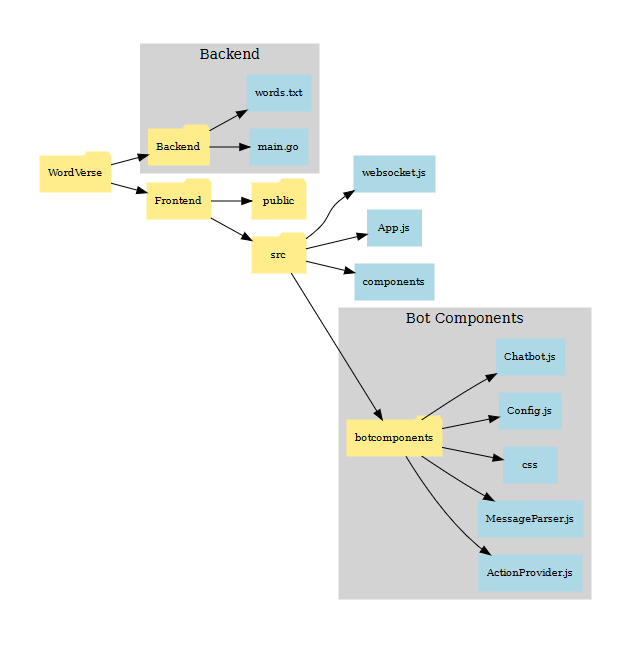 Backend
words.txt
Backend
main.go
WordVerse
websocket.js
Frontend
public
App.js
src
components
Bot Components
Chatbot.js
Config.js
botcomponents
css
MessageParser.js
ActionProvider.js